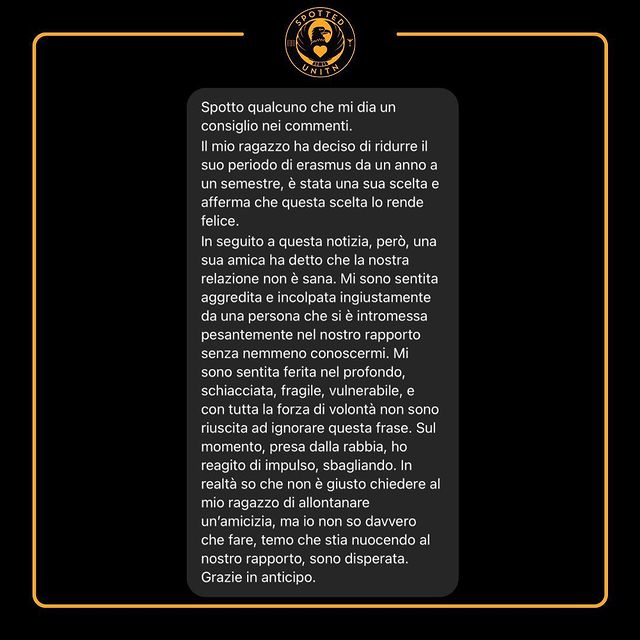 SPOTTED
UNITN
Spotto qualcuno che mi dia un
consiglio nei commenti.
Il mio ragazzo ha deciso di ridurre il
suo periodo di erasmus da un anno a
un semestre, è stata una sua scelta e
afferma che questa scelta lo rende
felice.
In seguito a questa notizia, però, una
sua amica ha detto che la nostra
relazione non è sana. Mi sono sentita
aggredita e incolpata ingiustamente
da una persona che si è intromessa
pesantemente nel nostro rapporto
senza nemmeno conoscermi. Mi
sono sentita ferita nel profondo,
schiacciata, fragile, vulnerabile, e
con tutta la forza di volontà non sono
riuscita ad ignorare questa frase. Sul
momento, presa dalla rabbia, ho
reagito di impulso, sbagliando. In
realtà so che non è giusto chiedere al
mio ragazzo di allontanare
un’amicizia, ma io non so davvero
che fare, temo che stia nuocendo al
nostro rapporto, sono disperata.
Grazie in anticipo.